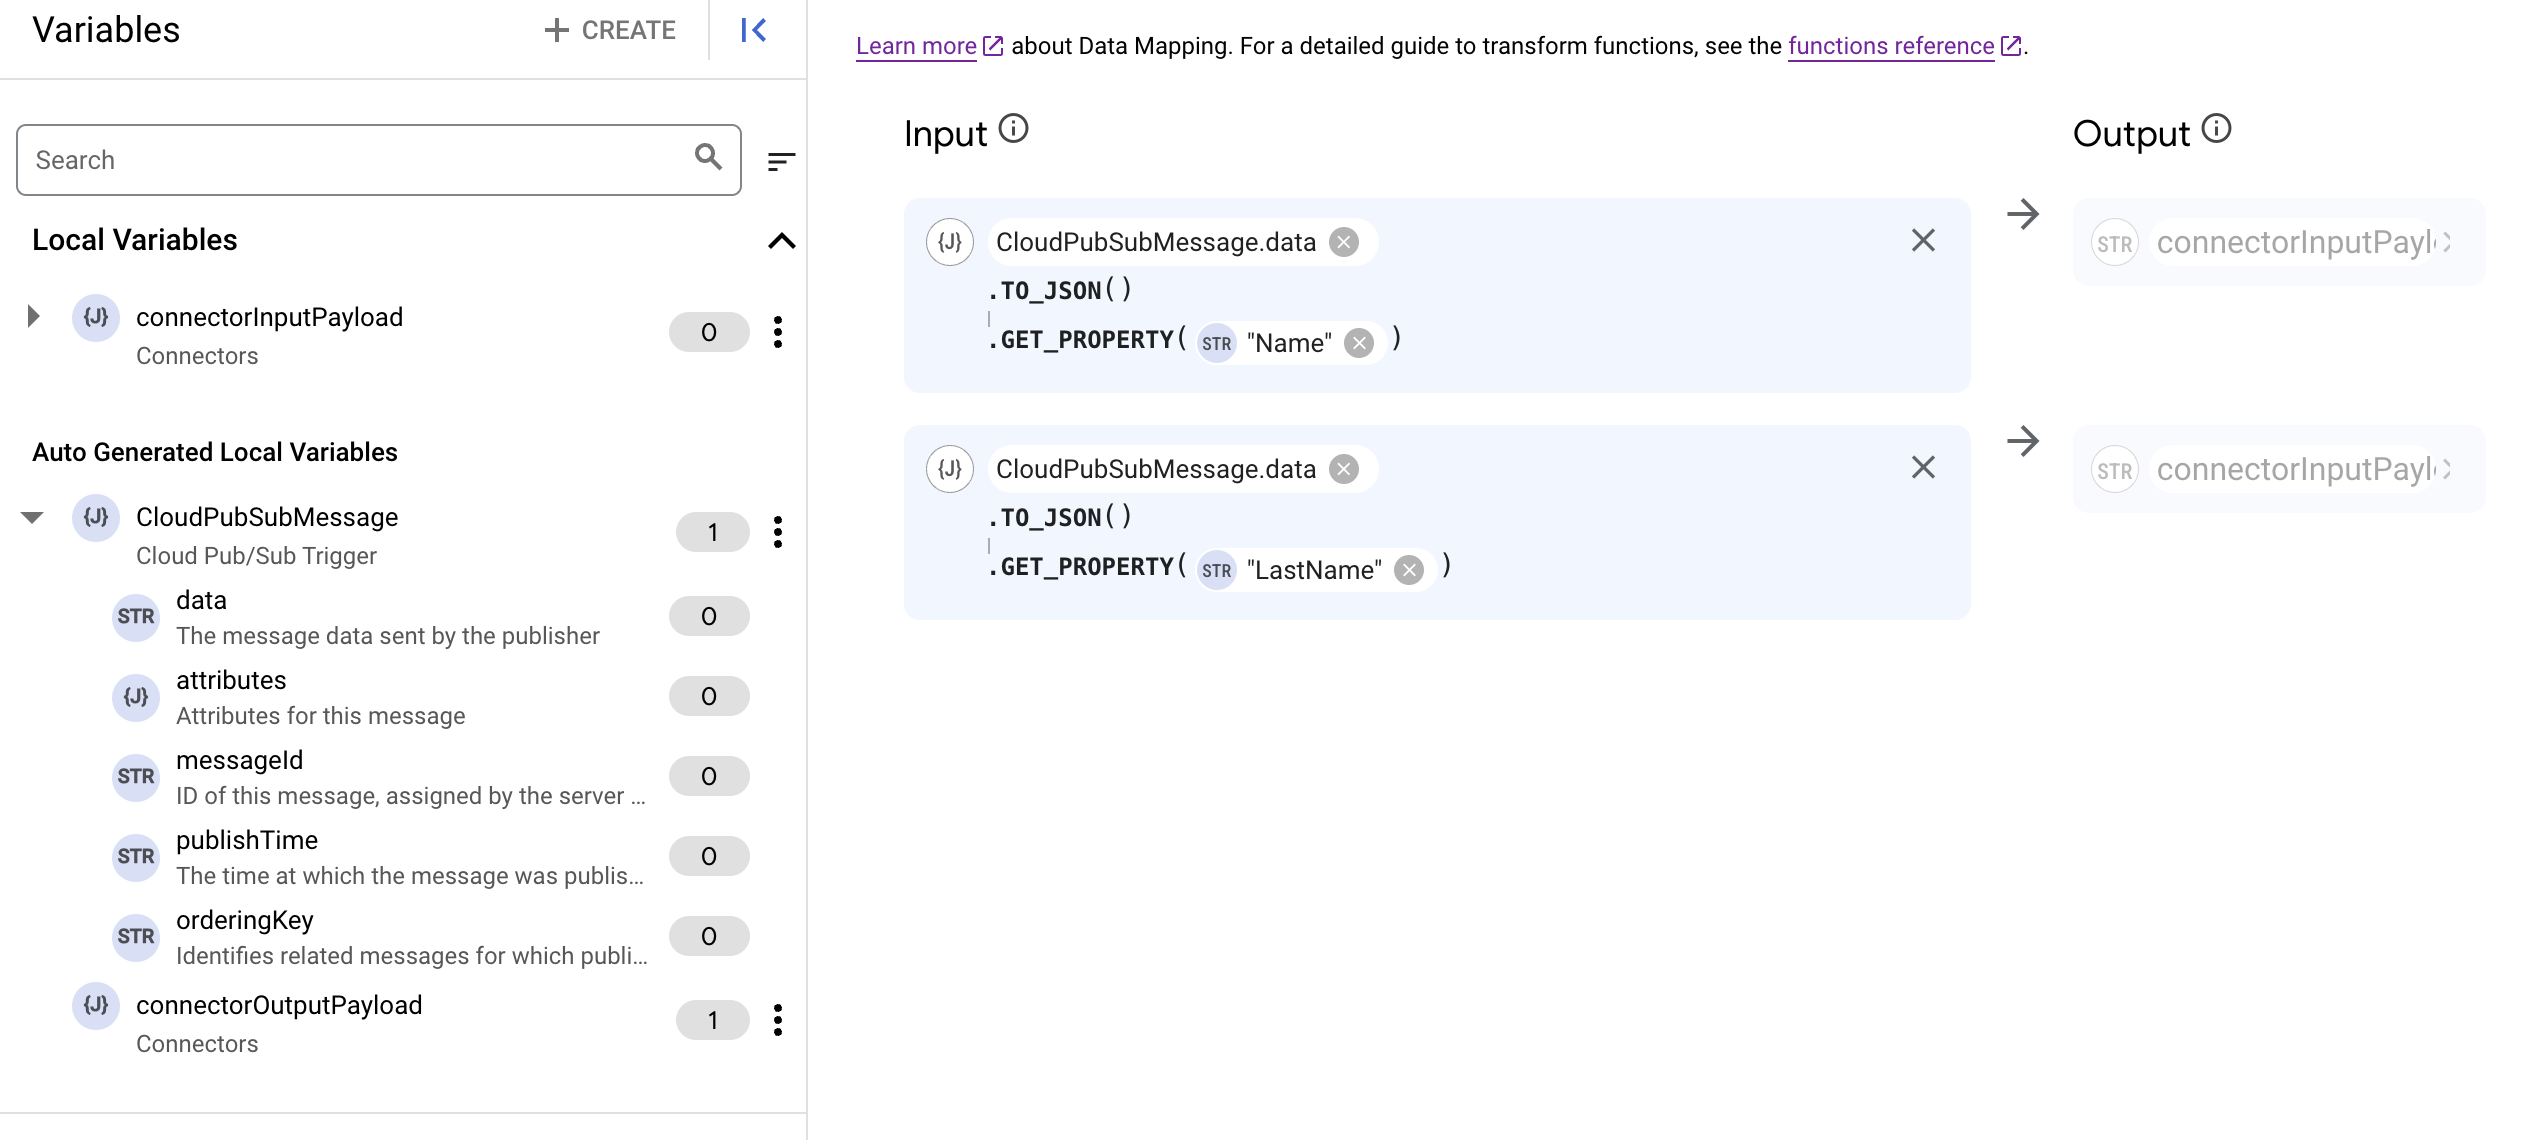 Variables
+ CREATE
Search
Local Variables
{J} connectorInputPayload 0
Connectors
Auto Generated Local Variables
{J} CloudPubSubMessage 1
Cloud Pub/Sub Trigger
STR data 0
The message data sent by the publisher
{J} attributes 0
Attributes for this message
STR messageId 0
ID of this message, assigned by the server ...
STR publishTime 0
The time at which the message was publis...
STR orderingKey 0
Identifies related messages for which publi...
{J} connectorOutputPayload 1
Connectors
Learn more about Data Mapping. For a detailed guide to transform functions, see the functions reference.
Input
Output
{J} CloudPubSubMessage.data
.TO_JSON()
.GET_PROPERTY( STR "Name" )
STR connectorInputPayl
{J} CloudPubSubMessage.data
.TO_JSON()
.GET_PROPERTY( STR "LastName" )
STR connectorInputPayl